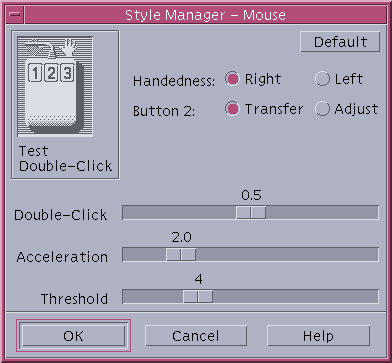 Style Manager – Mouse
Default
1 2 3
Handedness: Right Left
Button 2: Transfer Adjust
Test
Double–Click
0.5
Double–Click
2.0
Acceleration
4
Threshold
OK Cancel Help